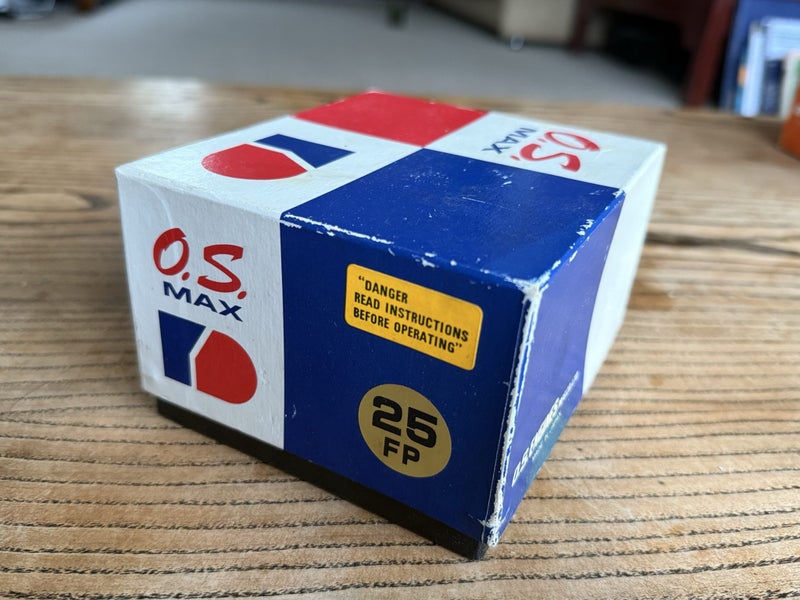 O.S.
MAX
O.S.
MAX
"DANGER
READ INSTRUCTIONS
BEFORE OPERATING"
25
FP